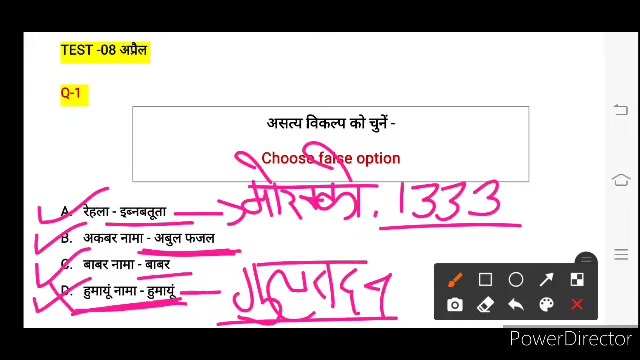 TEST -08 अप्रैल
Q-1
असत्य विकल्प को चुनें -
Choose false option
A. रेहला - इब्नबतूता मोरक्को. 1333
B. अकबर नामा - अबुल फजल
C. बाबर नामा - बाबर
D. हुमायूं नामा - हुमायूं
PowerDirector